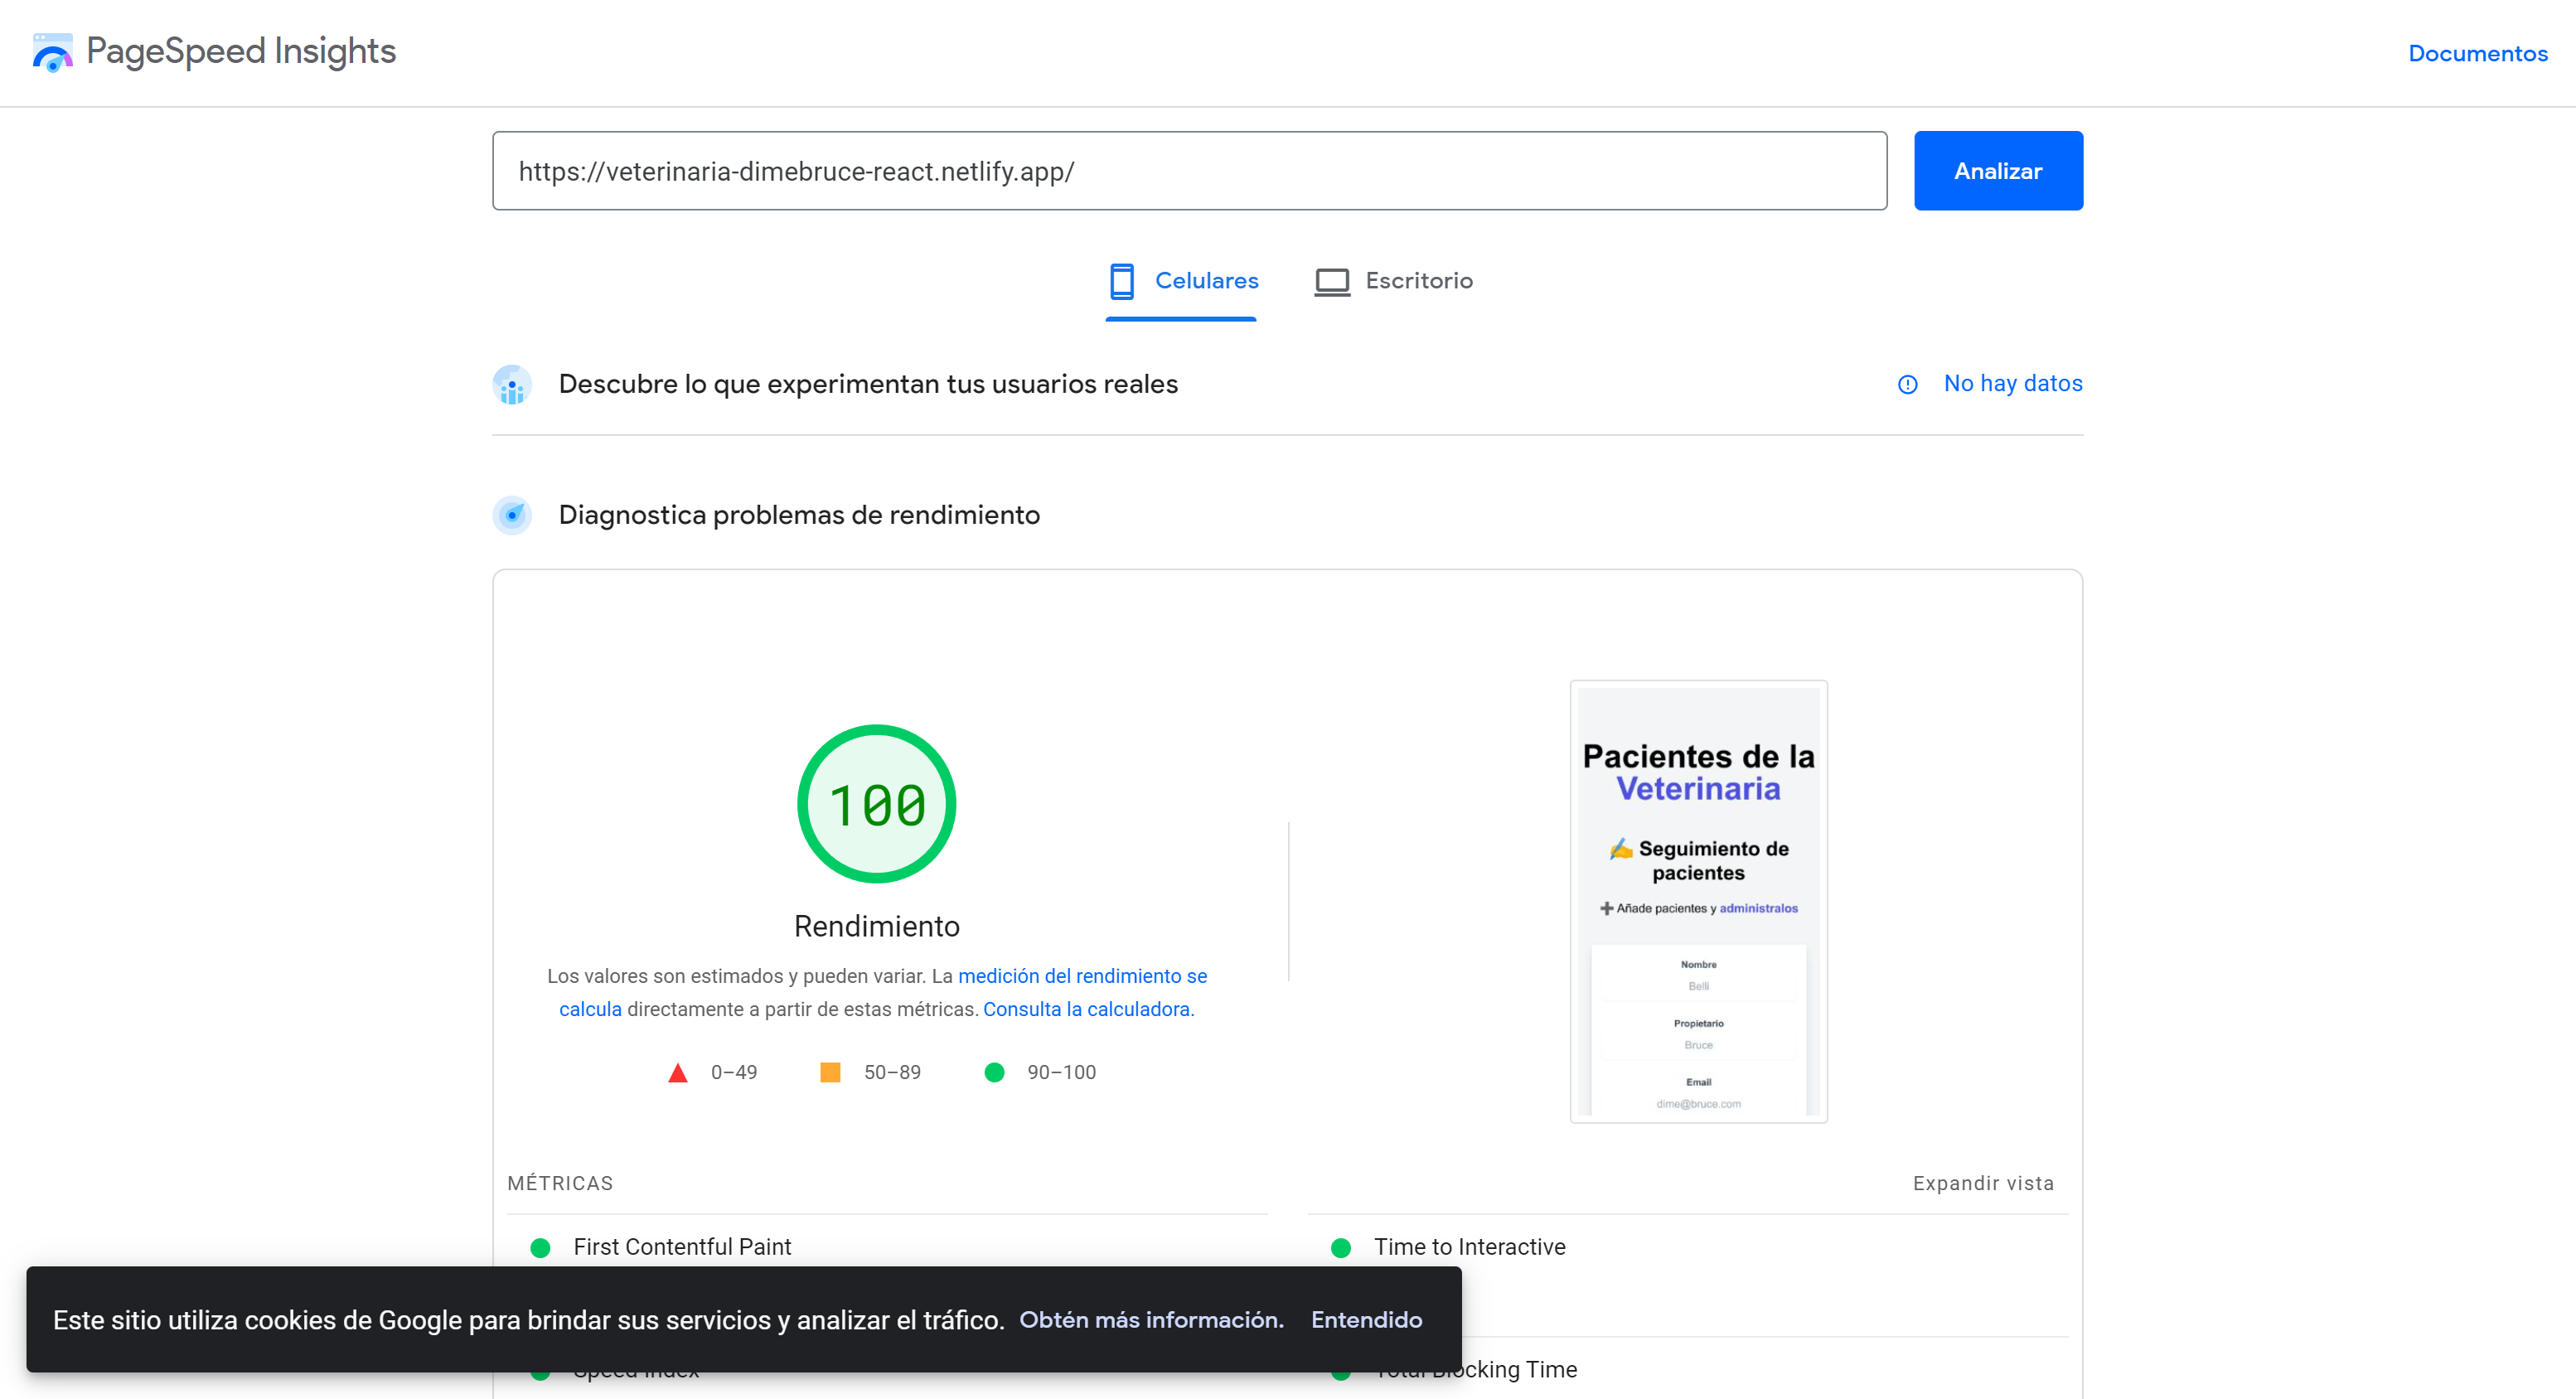 PageSpeed Insights
Documentos
https://veterinaria-dimebruce-react.netlify.app/
Analizar
Celulares
Escritorio
Descubre lo que experimentan tus usuarios reales
No hay datos
Diagnostica problemas de rendimiento
100
Rendimiento
Los valores son estimados y pueden variar. La medición del rendimiento se
calcula directamente a partir de estas métricas. Consulta la calculadora.
0–49
50–89
90–100
Pacientes de la
Veterinaria
✍️ Seguimiento de
pacientes
➕ Añade pacientes y administralos
Nombre
Belli
Propietario
Bruce
Email
dime@bruce.com
MÉTRICAS
Expandir vista
First Contentful Paint
Time to Interactive
Este sitio utiliza cookies de Google para brindar sus servicios y analizar el tráfico. Obtén más información. Entendido
Speed Index
Total Blocking Time